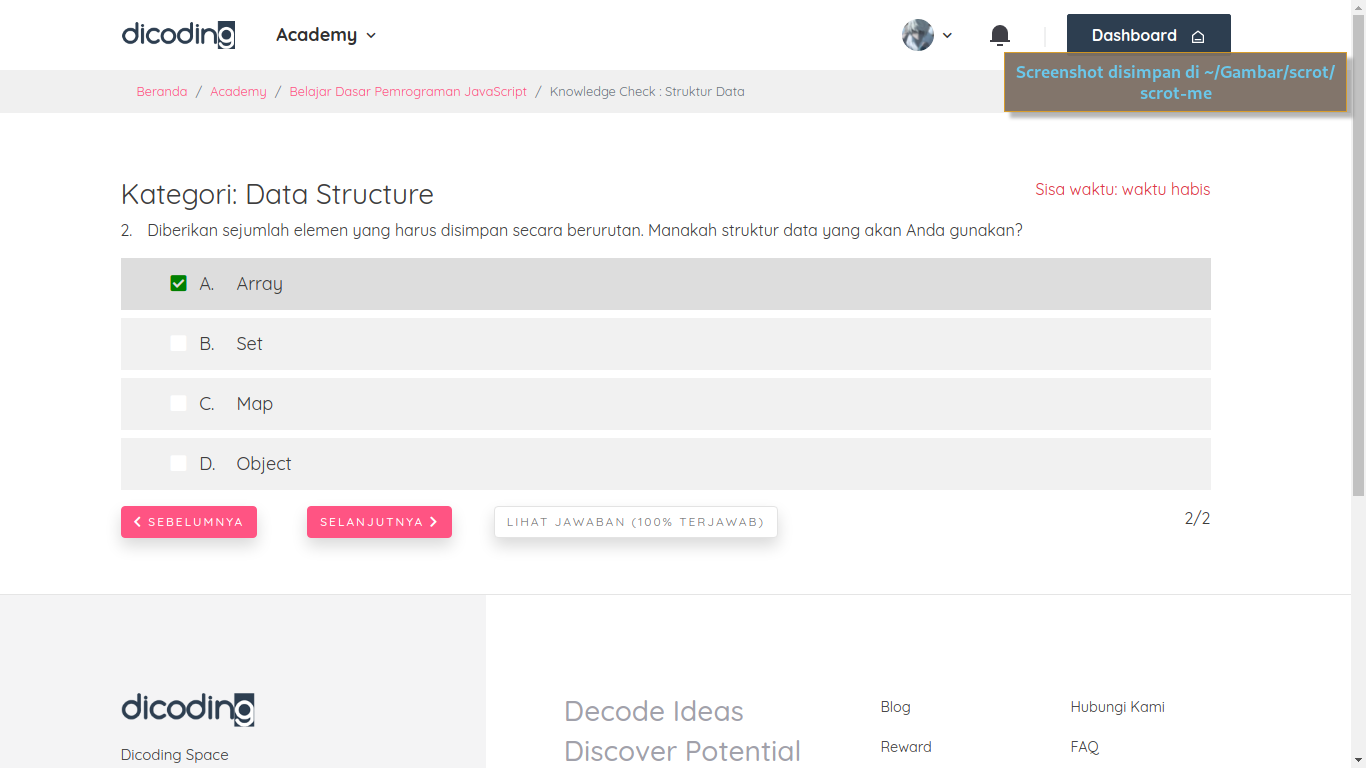 dicoding
Academy
Dashboard
Screenshot disimpan di ~/Gambar/scrot/
scrot-me
Beranda / Academy / Belajar Dasar Pemrograman JavaScript / Knowledge Check : Struktur Data
Kategori: Data Structure
Sisa waktu: waktu habis
2. Diberikan sejumlah elemen yang harus disimpan secara berurutan. Manakah struktur data yang akan Anda gunakan?
A. Array
B. Set
C. Map
D. Object
SEBELUMNYA
SELANJUTNYA
LIHAT JAWABAN (100% TERJAWAB)
2/2
dicoding
Dicoding Space
Decode Ideas
Discover Potential
Blog
Reward
Hubungi Kami
FAQ